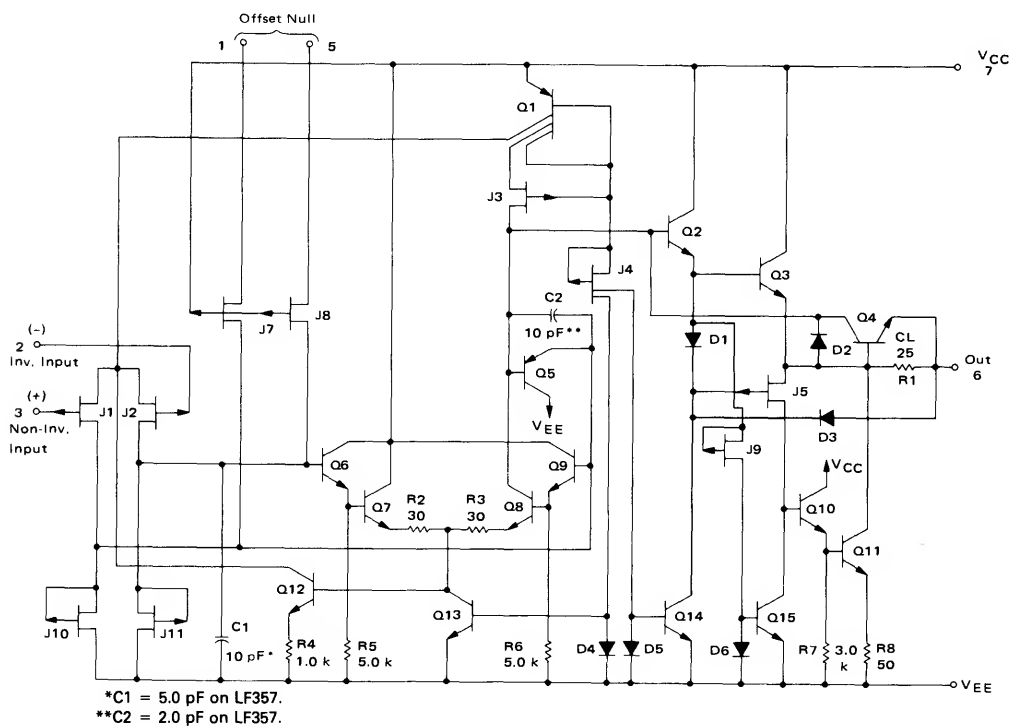 Offset Null
1
5
VCC
7
Q1
J3
Q2
Q3
J4
Q4
C2
10 pF**
J7
J8
D1
D2
CL
25
R1
Out
6
(-)
2
Inv. Input
(+)
3
Non-Inv.
Input
J1
J2
Q5
VEE
J5
D3
J9
Q6
Q9
Q7
R2
30
R3
30
Q8
VCC
Q10
Q11
Q12
Q13
Q14
Q15
J10
J11
C1
10 pF*
R4
1.0 k
R5
5.0 k
R6
5.0 k
D4
D5
D6
R7
3.0
k
R8
50
VEE
*C1 = 5.0 pF on LF357.
**C2 = 2.0 pF on LF357.